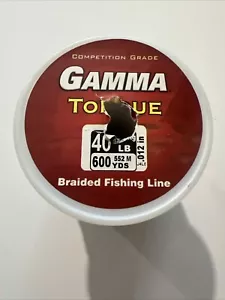 COMPETITION GRADE
GAMMA
40 LB
600 YDS
552 M
.012 in
Braided Fishing Line